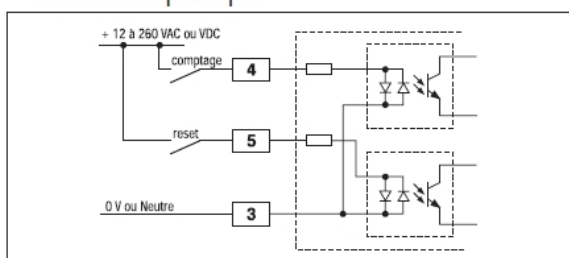 + 12 à 260 VAC ou VDC
comptage
4
reset
5
0 V ou Neutre
3